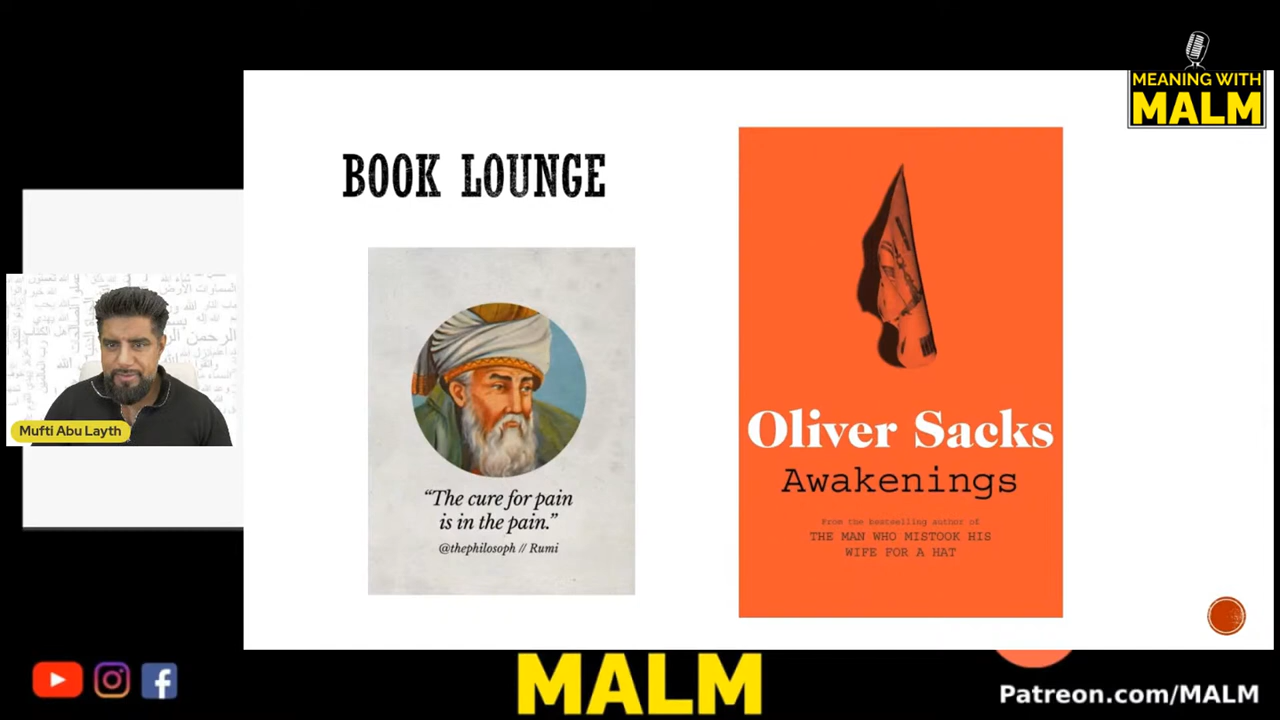 MEANING WITH
MALM
BOOK LOUNGE
Mufti Abu Layth
“The cure for pain
is in the pain.”
@thephilosoph // Rumi
Oliver Sacks
Awakenings
From the bestselling author of
THE MAN WHO MISTOOK HIS
WIFE FOR A HAT
MALM
Patreon.com/MALM